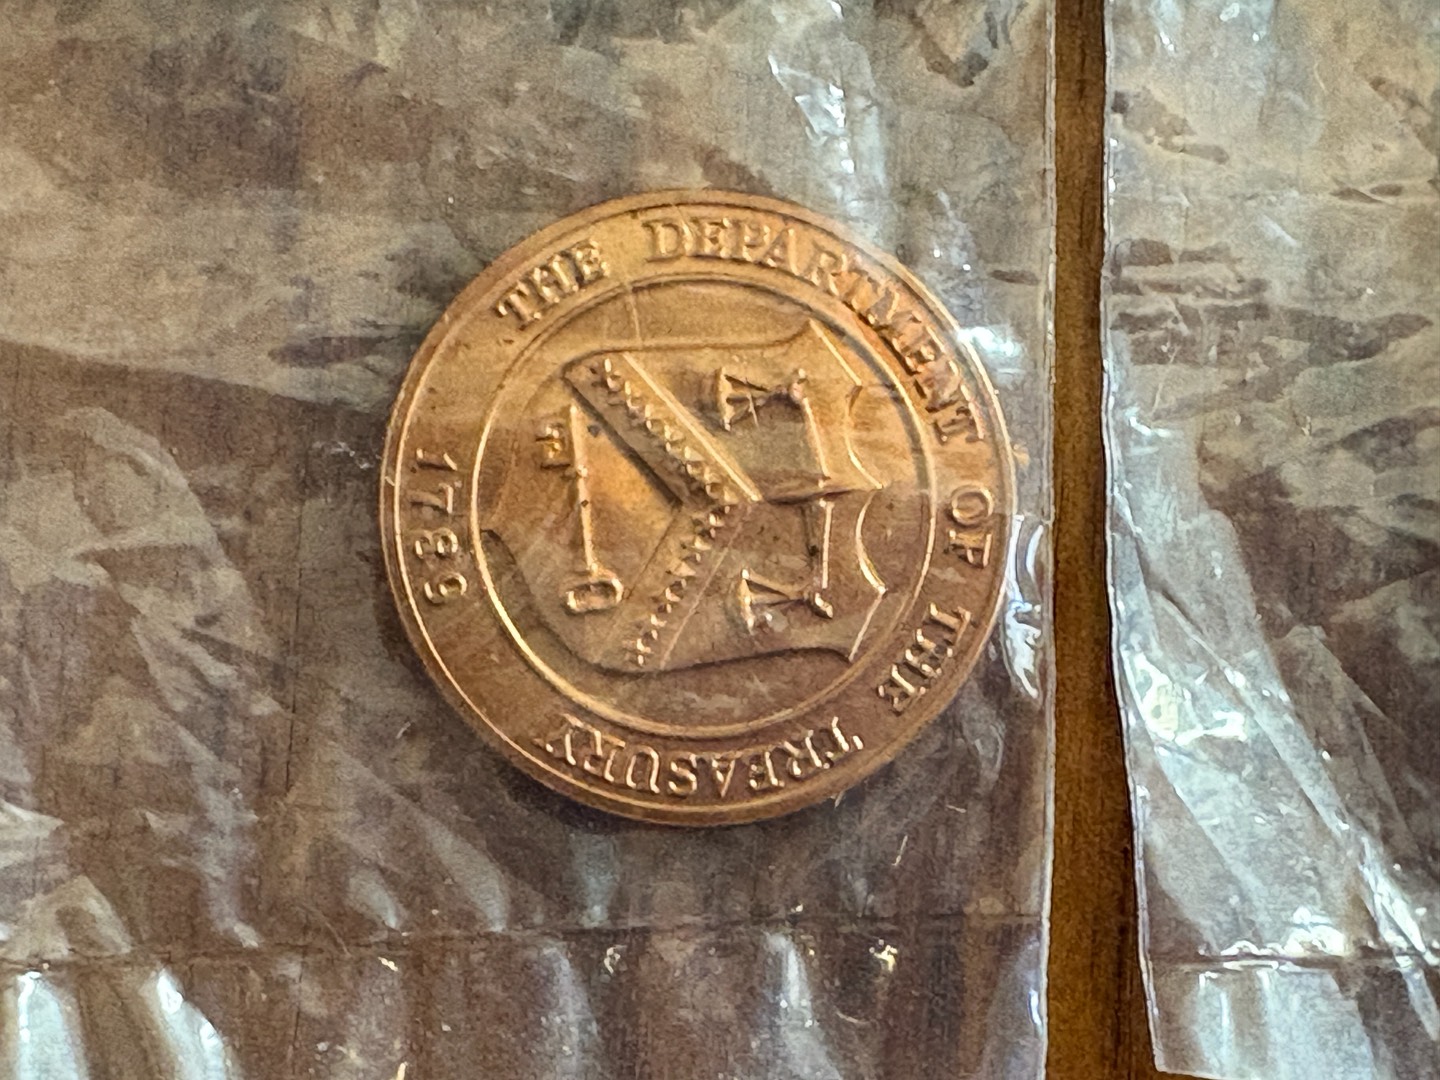 THE DEPARTMENT OF THE TREASURY
1789